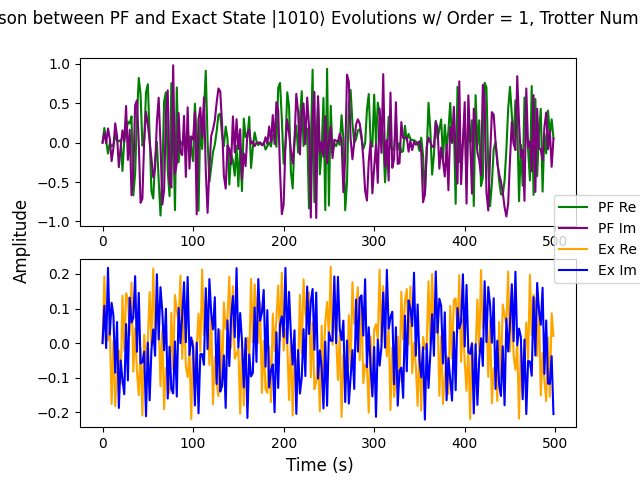 son between PF and Exact State |1010⟩ Evolutions w/ Order = 1, Trotter Num
1.0
0.5
0.0
−0.5
−1.0
0 100 200 300 400 500
PF Re
PF Im
Ex Re
Ex Im
Amplitude
0.2
0.1
0.0
−0.1
−0.2
0 100 200 300 400 500
Time (s)